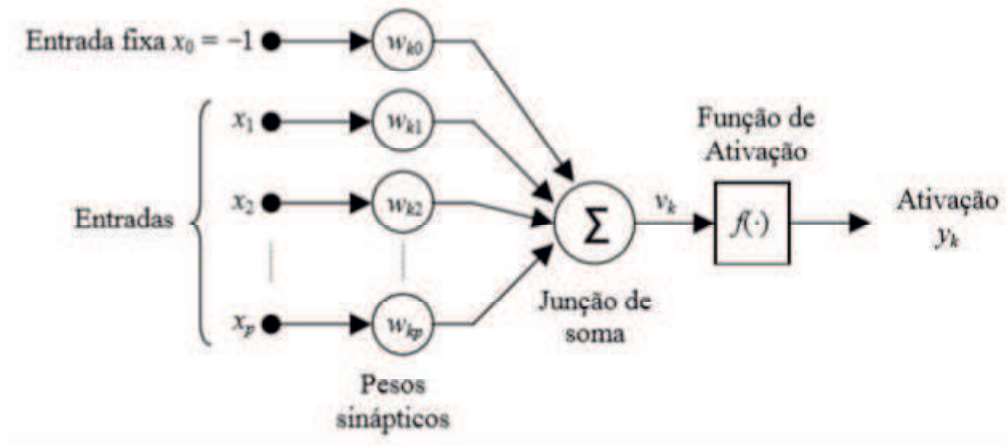 Entrada fixa x₀ = −1
wₖ₀
x₁
wₖ₁
Entradas
x₂
wₖ₂
xₚ
wₖₚ
Pesos
sinápticos
Σ
Junção de
soma
vₖ
Função de
Ativação
f(·)
Ativação
yₖ